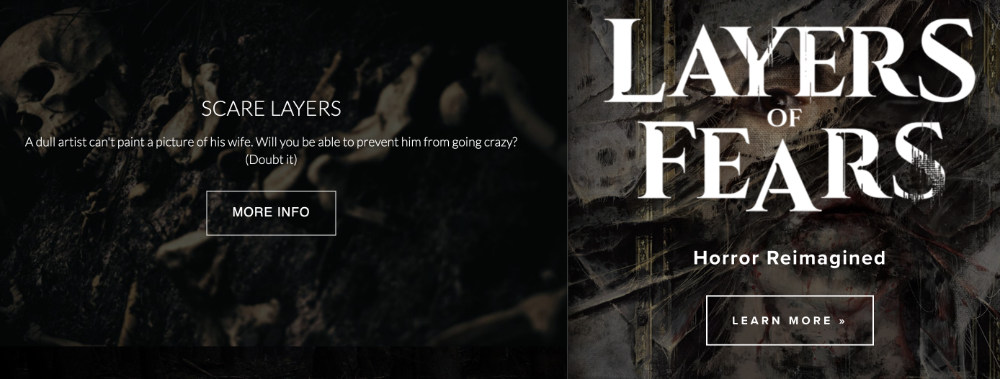 SCARE LAYERS
A dull artist can't paint a picture of his wife. Will you be able to prevent him from going crazy?
(Doubt it)
MORE INFO
LAYERS
OF
FEARS
Horror Reimagined
LEARN MORE »